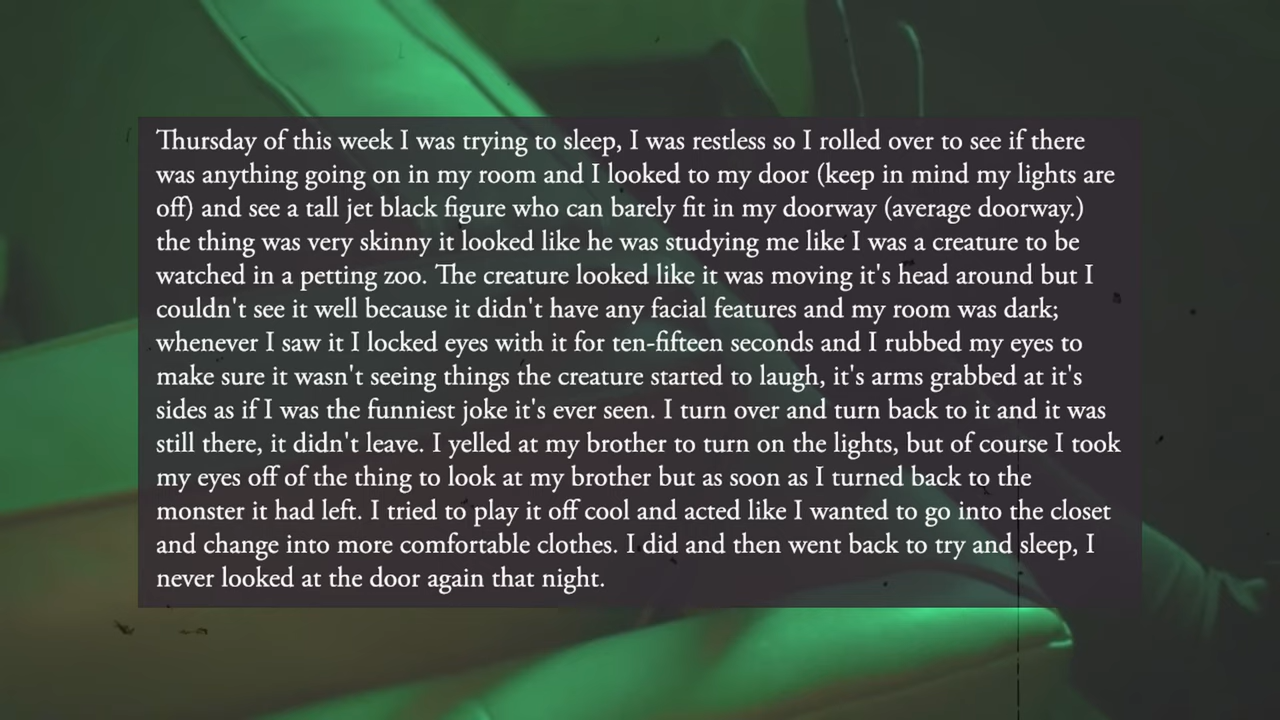 Thursday of this week I was trying to sleep, I was restless so I rolled over to see if there
was anything going on in my room and I looked to my door (keep in mind my lights are
off) and see a tall jet black figure who can barely fit in my doorway (average doorway.)
the thing was very skinny it looked like he was studying me like I was a creature to be
watched in a petting zoo. The creature looked like it was moving it's head around but I
couldn't see it well because it didn't have any facial features and my room was dark;
whenever I saw it I locked eyes with it for ten-fifteen seconds and I rubbed my eyes to
make sure it wasn't seeing things the creature started to laugh, it's arms grabbed at it's
sides as if I was the funniest joke it's ever seen. I turn over and turn back to it and it was
still there, it didn't leave. I yelled at my brother to turn on the lights, but of course I took
my eyes off of the thing to look at my brother but as soon as I turned back to the
monster it had left. I tried to play it off cool and acted like I wanted to go into the closet
and change into more comfortable clothes. I did and then went back to try and sleep, I
never looked at the door again that night.